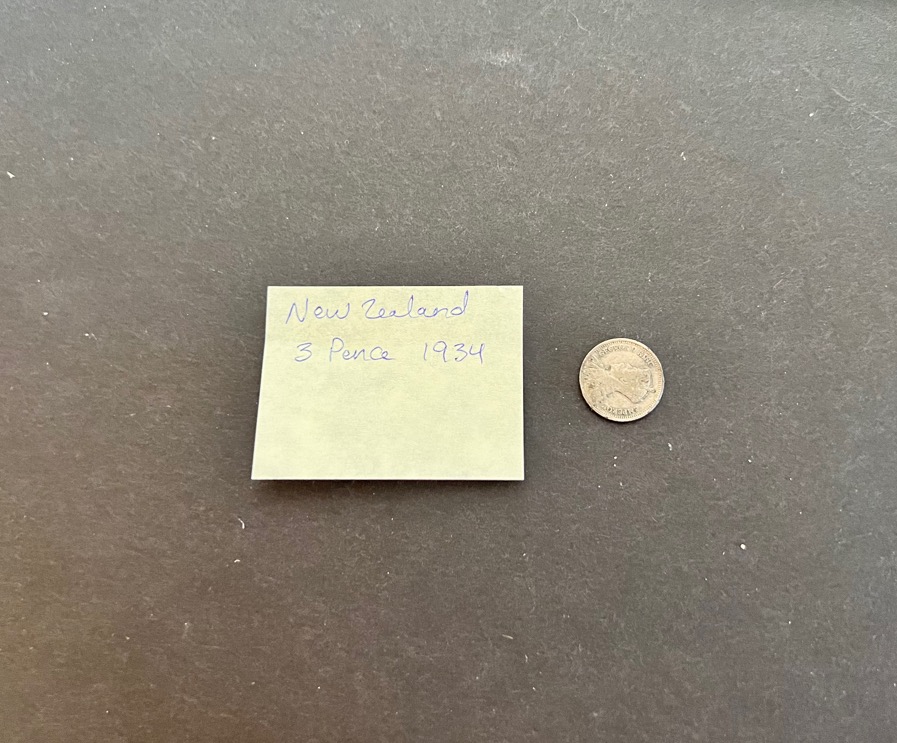 New Zealand
3 Pence 1934